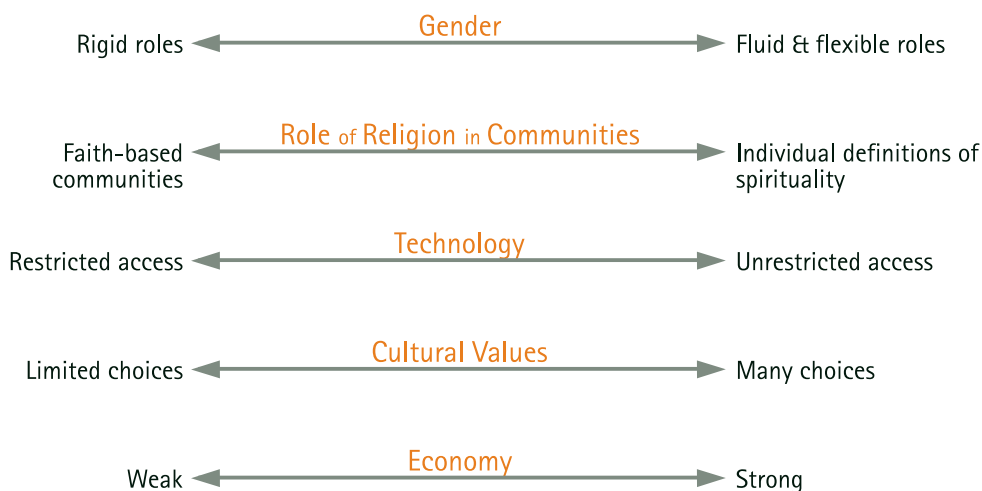 Gender
Rigid roles
Fluid & flexible roles
Role of Religion in Communities
Faith-based
communities
Individual definitions of
spirituality
Technology
Restricted access
Unrestricted access
Cultural Values
Limited choices
Many choices
Economy
Weak
Strong